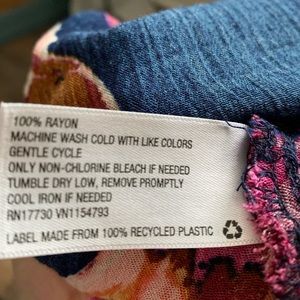 100% RAYON
MACHINE WASH COLD WITH LIKE COLORS
GENTLE CYCLE
ONLY NON-CHLORINE BLEACH IF NEEDED
TUMBLE DRY LOW, REMOVE PROMPTLY
COOL IRON IF NEEDED
RN17730 VN1154793
LABEL MADE FROM 100% RECYCLED PLASTIC